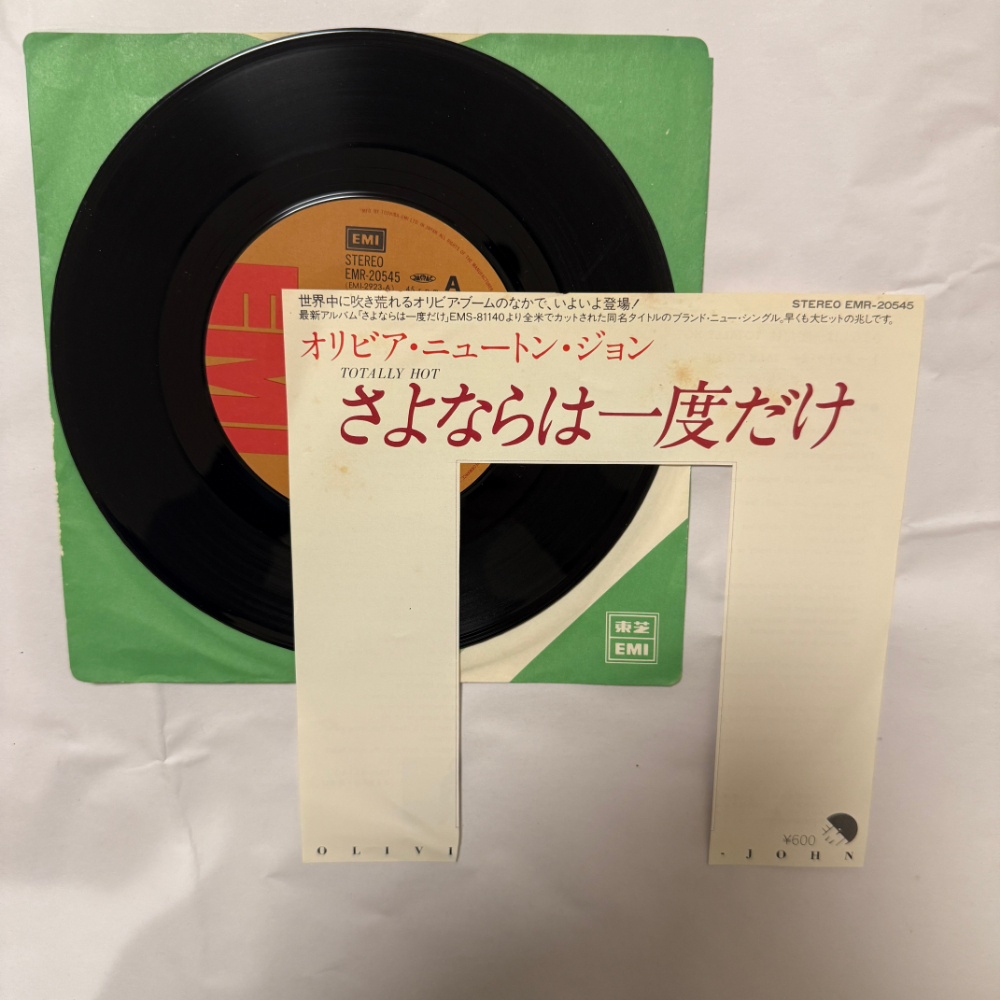 EMI
STEREO
EMR-20545
(EMI-2923-A)
A
EMI
世界中に吹き荒れるオリビア・ブームのなかで、いよいよ登場!
STEREO EMR-20545
最新アルバム「さよならは一度だけ」EMS-81140より全米でカットされた同名タイトルのブランド・ニュー・シングル。早くも大ヒットの兆しです。
オリビア・ニュートン・ジョン
TOTALLY HOT
さよならは一度だけ
東芝
EMI
¥600
OLIVI
-JOHN